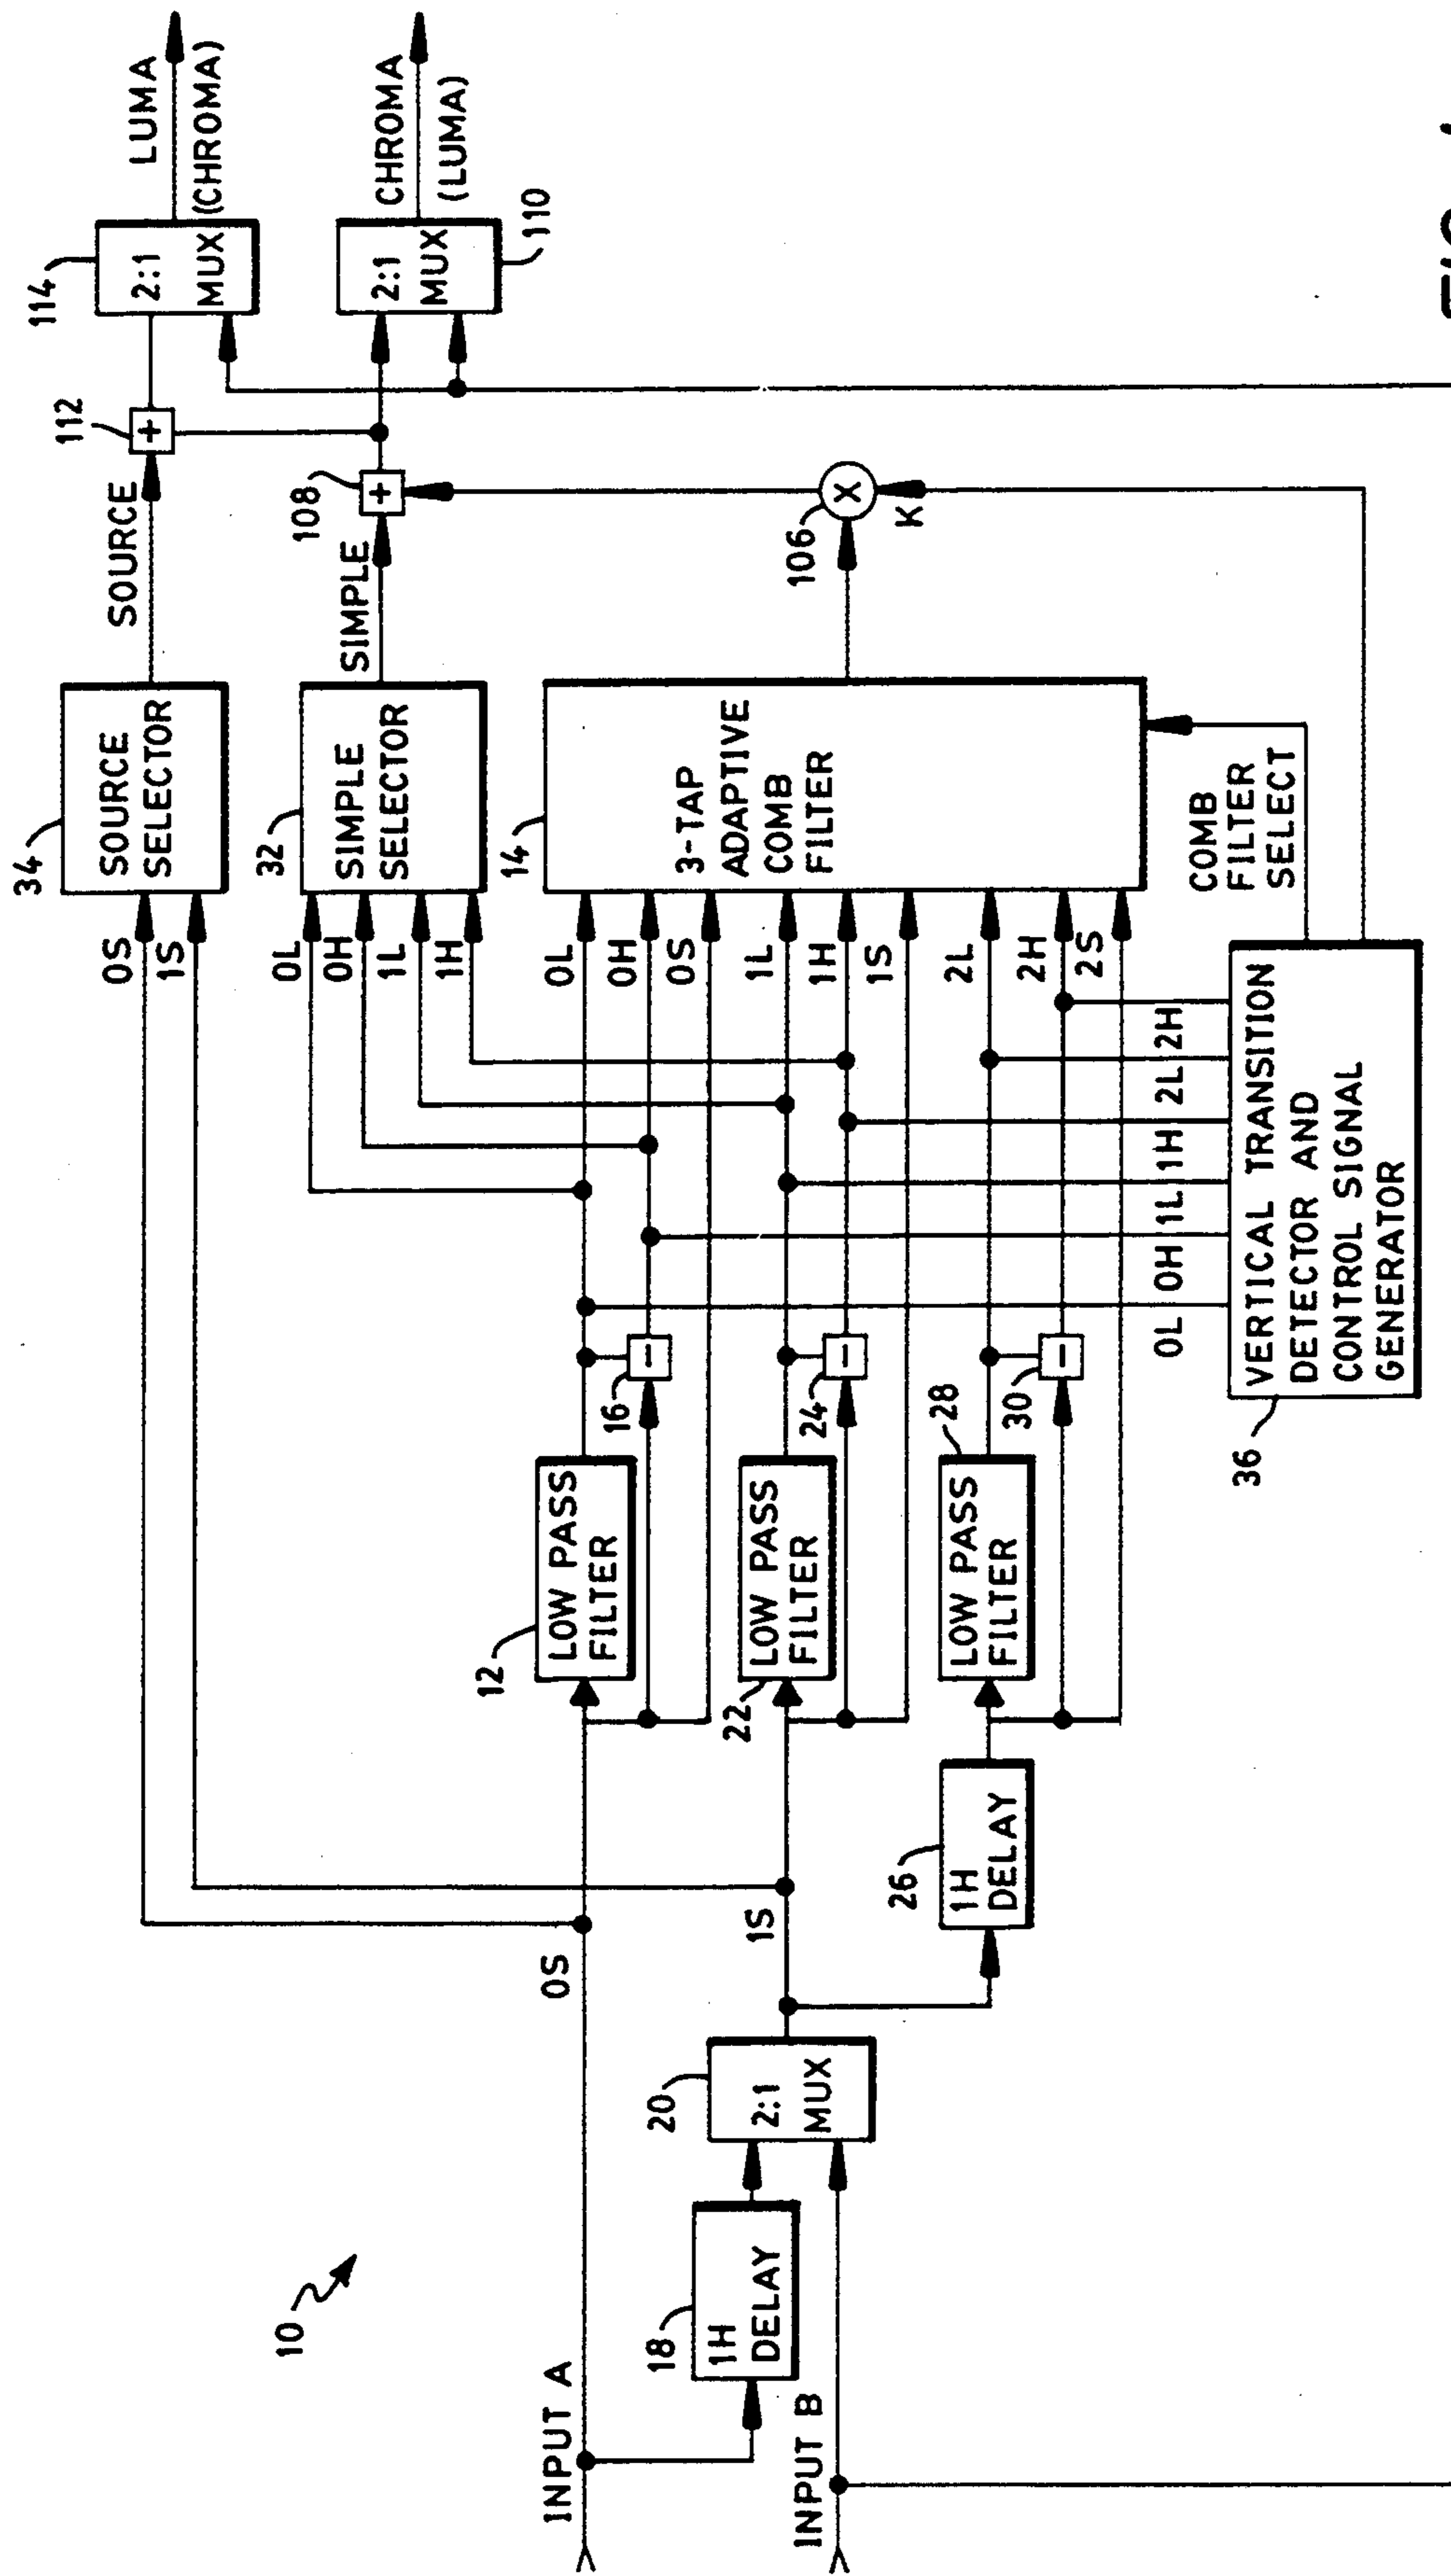 10
INPUT A
INPUT B
18
1H
DELAY
20
2:1
MUX
0S
1S
26
1H
DELAY
12
LOW PASS
FILTER
22
LOW PASS
FILTER
28
LOW PASS
FILTER
16
24
30
-
-
-
34
0S
1S
SOURCE
SELECTOR
32
0L
0H
1L
1H
SIMPLE
SELECTOR
14
0L
0H
0S
1L
1H
1S
2L
2H
2S
3-TAP
ADAPTIVE
COMB
FILTER
0L 0H 1L 1H 2L 2H
36
VERTICAL TRANSITION
DETECTOR AND
CONTROL SIGNAL
GENERATOR
COMB
FILTER
SELECT
SOURCE
112
+
SIMPLE
108
+
106
X
K
114
2:1
MUX
LUMA
(CHROMA)
2:1
MUX
110
CHROMA
(LUMA)